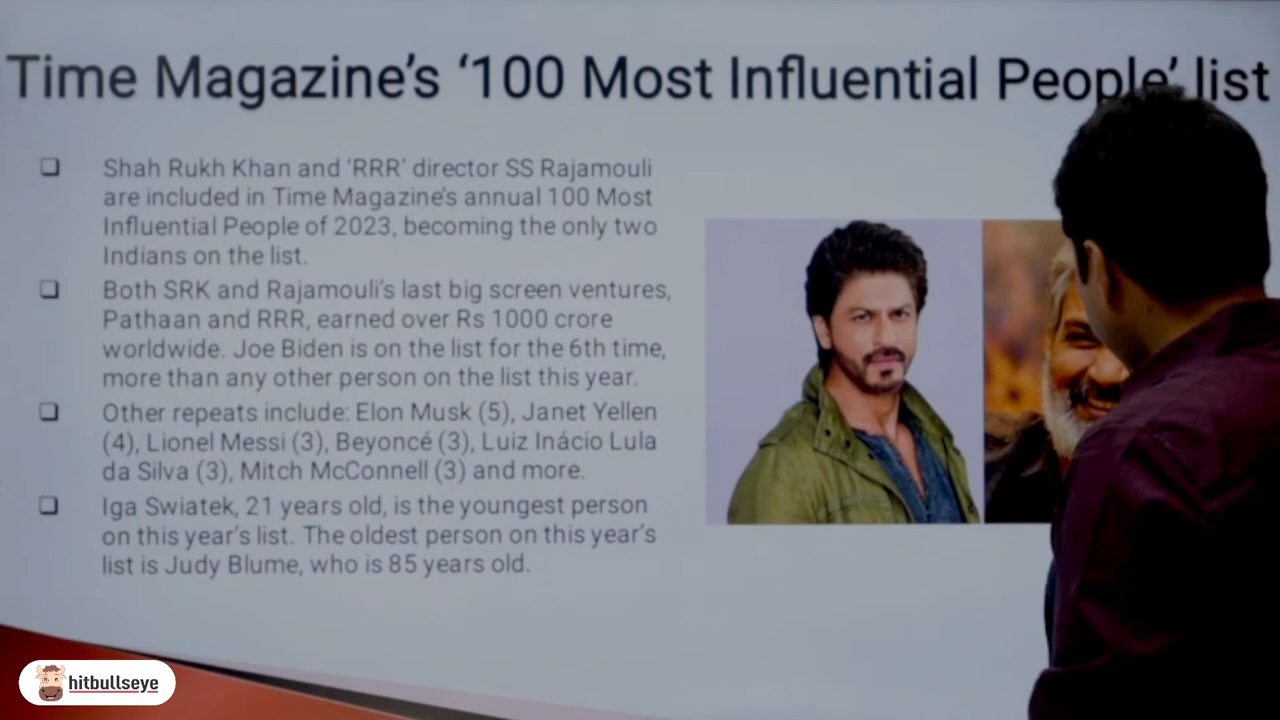 Time Magazine's ‘100 Most Influential People’ list
Shah Rukh Khan and ‘RRR’ director SS Rajamouli
are included in Time Magazine's annual 100 Most
Influential People of 2023, becoming the only two
Indians on the list.
Both SRK and Rajamouli's last big screen ventures,
Pathaan and RRR, earned over Rs 1000 crore
worldwide. Joe Biden is on the list for the 6th time,
more than any other person on the list this year.
Other repeats include: Elon Musk (5), Janet Yellen
(4), Lionel Messi (3), Beyoncé (3), Luiz Inácio Lula
da Silva (3), Mitch McConnell (3) and more.
Iga Swiatek, 21 years old, is the youngest person
on this year's list. The oldest person on this year's
list is Judy Blume, who is 85 years old.
hitbullseye